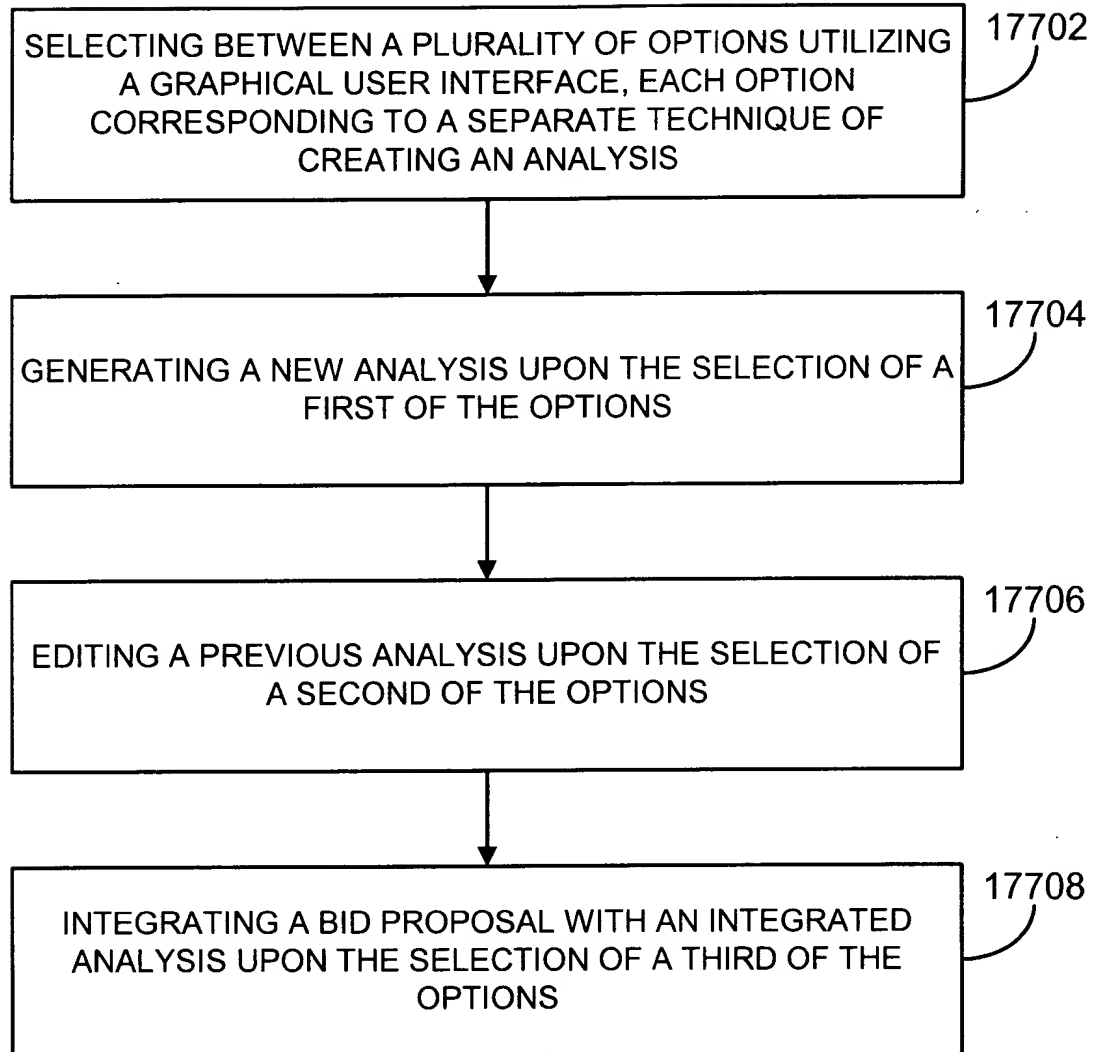 SELECTING BETWEEN A PLURALITY OF OPTIONS UTILIZING
A GRAPHICAL USER INTERFACE, EACH OPTION
CORRESPONDING TO A SEPARATE TECHNIQUE OF
CREATING AN ANALYSIS
17702
GENERATING A NEW ANALYSIS UPON THE SELECTION OF A
FIRST OF THE OPTIONS
17704
EDITING A PREVIOUS ANALYSIS UPON THE SELECTION OF
A SECOND OF THE OPTIONS
17706
INTEGRATING A BID PROPOSAL WITH AN INTEGRATED
ANALYSIS UPON THE SELECTION OF A THIRD OF THE
OPTIONS
17708